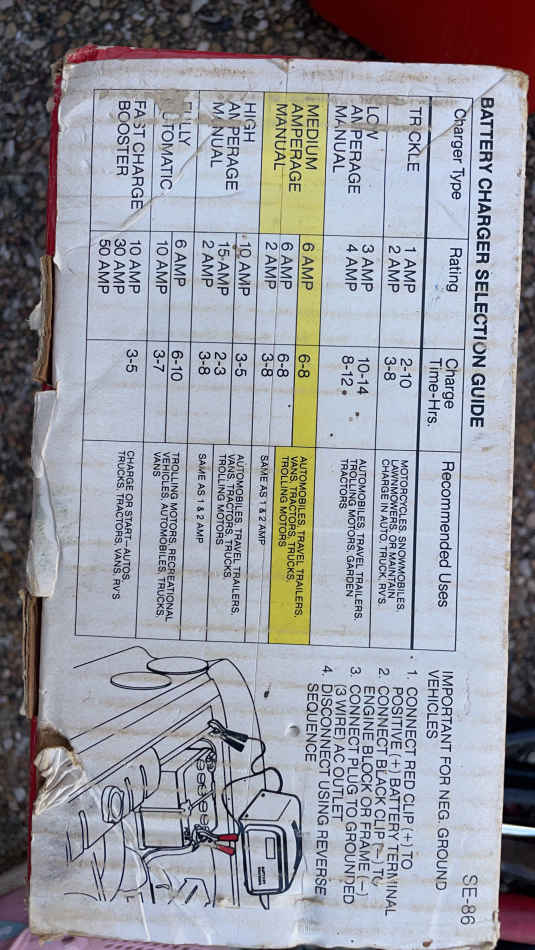 BATTERY CHARGER SELECTION GUIDE
Charger Type Rating Charge Time-Hrs. Recommended Uses
TRICKLE
1 AMP 2-10 MOTORCYCLES, SNOWMOBILES,
2 AMP 3-8 LAWNMOWERS, OR MAINTAIN
CHARGE IN AUTO, TRUCK, RV'S
LOW
AMPERAGE
MANUAL
3 AMP 10-14 AUTOMOBILES, TRAVEL TRAILERS,
4 AMP 8-12 TROLLING MOTORS, GARDEN
TRACTORS
MEDIUM
AMPERAGE
MANUAL
6 AMP 6-8 AUTOMOBILES, TRAVEL TRAILERS,
VANS, TRACTORS, TRUCKS,
6 AMP 6-8 TROLLING MOTORS
2 AMP 3-8 SAME AS 1 & 2 AMP
HIGH
AMPERAGE
MANUAL
10 AMP 3-5 AUTOMOBILES, TRAVEL TRAILERS,
VANS, TRACTORS, TRUCKS,
15 AMP 2-3 TROLLING MOTORS
2 AMP 3-8 SAME AS 1 & 2 AMP
FULLY
AUTOMATIC
6 AMP 6-10 TROLLING MOTORS, RECREATIONAL
VEHICLES, AUTOMOBILES, TRUCKS,
10 AMP 3-7 VANS
FAST CHARGE
BOOSTER
10 AMP 3-5 CHARGE OR START-AUTOS,
30 AMP TRUCKS, TRACTORS, VANS, RV'S
50 AMP
SE-86
IMPORTANT FOR NEG. GROUND
VEHICLES
1. CONNECT RED CLIP (+) TO
POSITIVE (+) BATTERY TERMINAL
2. CONNECT BLACK CLIP (−) TO
ENGINE BLOCK OR FRAME (−)
3. CONNECT PLUG TO GROUNDED
(3 WIRE) AC OUTLET
4. DISCONNECT USING REVERSE
SEQUENCE